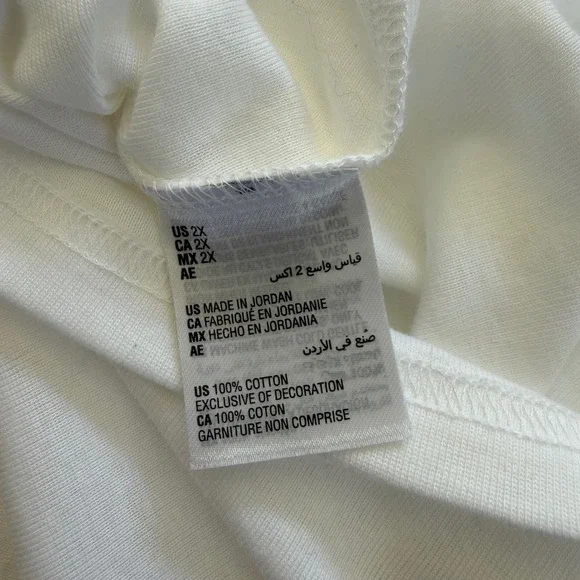 US 2X
CA 2X
MX 2X
AE قياس واسع 2 اكس
US MADE IN JORDAN
CA FABRIQUÉ EN JORDANIE
MX HECHO EN JORDANIA
AE صُنع في الأردن
US 100% COTTON
EXCLUSIVE OF DECORATION
CA 100% COTON
GARNITURE NON COMPRISE